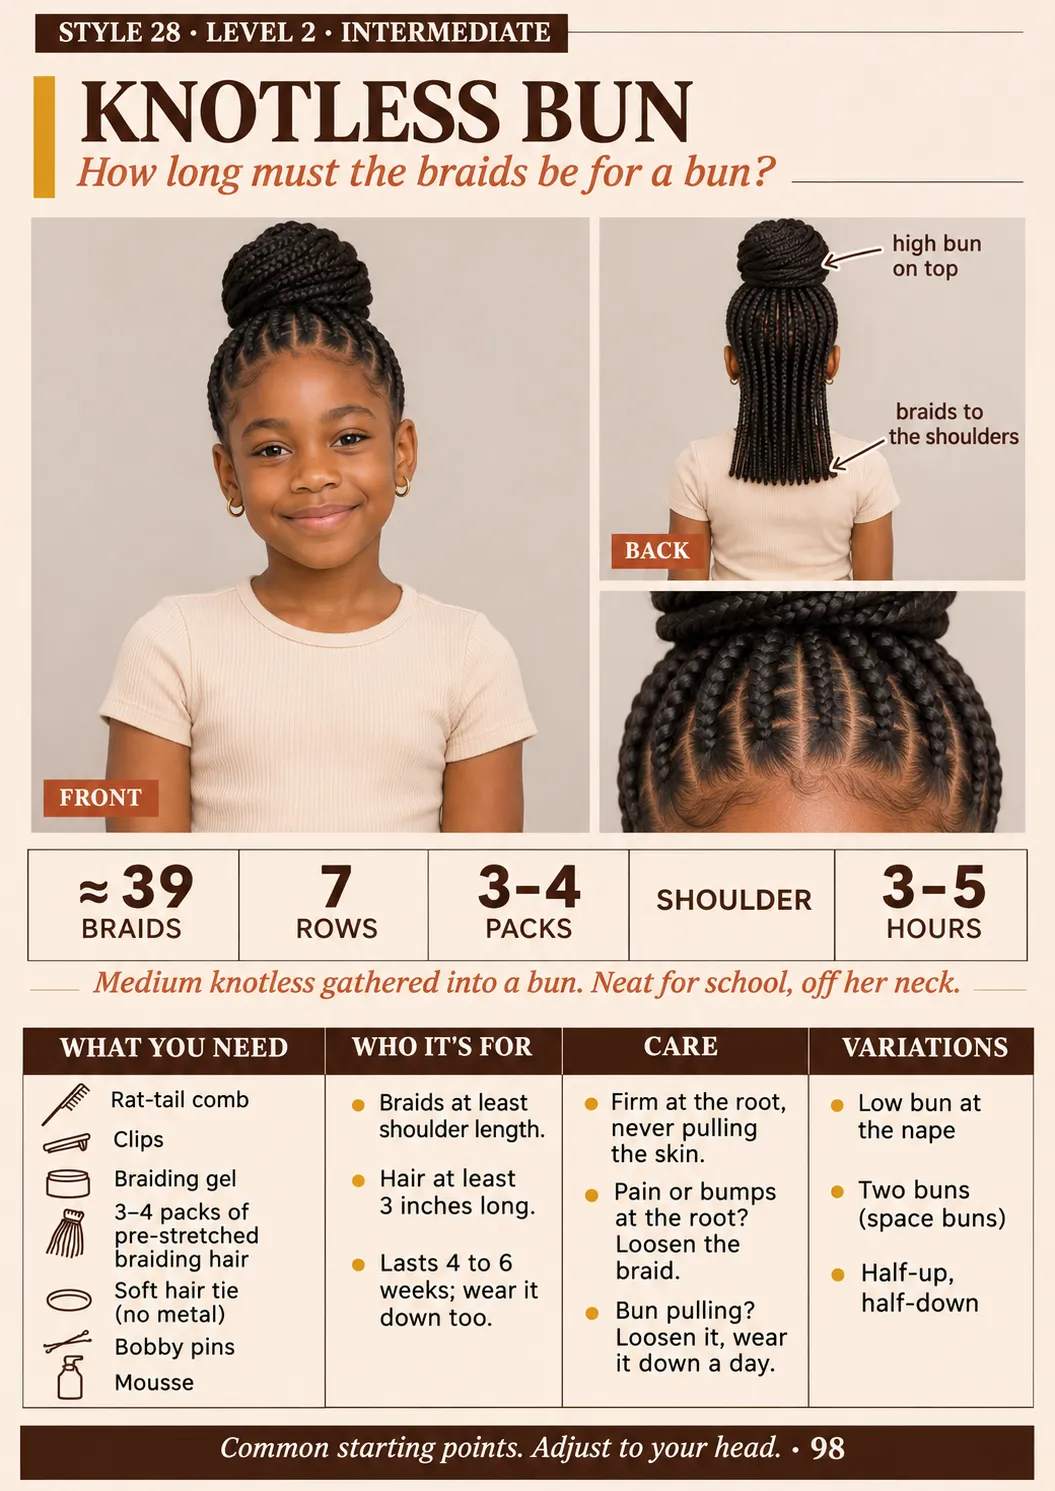 STYLE 28 · LEVEL 2 · INTERMEDIATE
KNOTLESS BUN
How long must the braids be for a bun?
high bun
on top
braids to
the shoulders
BACK
FRONT
≈ 39
BRAIDS
7
ROWS
3–4
PACKS
SHOULDER
3–5
HOURS
Medium knotless gathered into a bun. Neat for school, off her neck.
WHAT YOU NEED
Rat-tail comb
Clips
Braiding gel
3–4 packs of
pre-stretched
braiding hair
Soft hair tie
(no metal)
Bobby pins
Mousse
WHO IT'S FOR
Braids at least
shoulder length.
Hair at least
3 inches long.
Lasts 4 to 6
weeks; wear it
down too.
CARE
Firm at the root,
never pulling
the skin.
Pain or bumps
at the root?
Loosen the
braid.
Bun pulling?
Loosen it, wear
it down a day.
VARIATIONS
Low bun at
the nape
Two buns
(space buns)
Half-up,
half-down
Common starting points. Adjust to your head. · 98